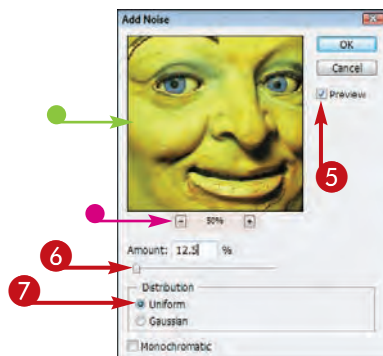 Add Noise
OK
Cancel
Preview
5
50%
Amount: 12.5 %
6
7
Distribution
Uniform
Gaussian
Monochromatic